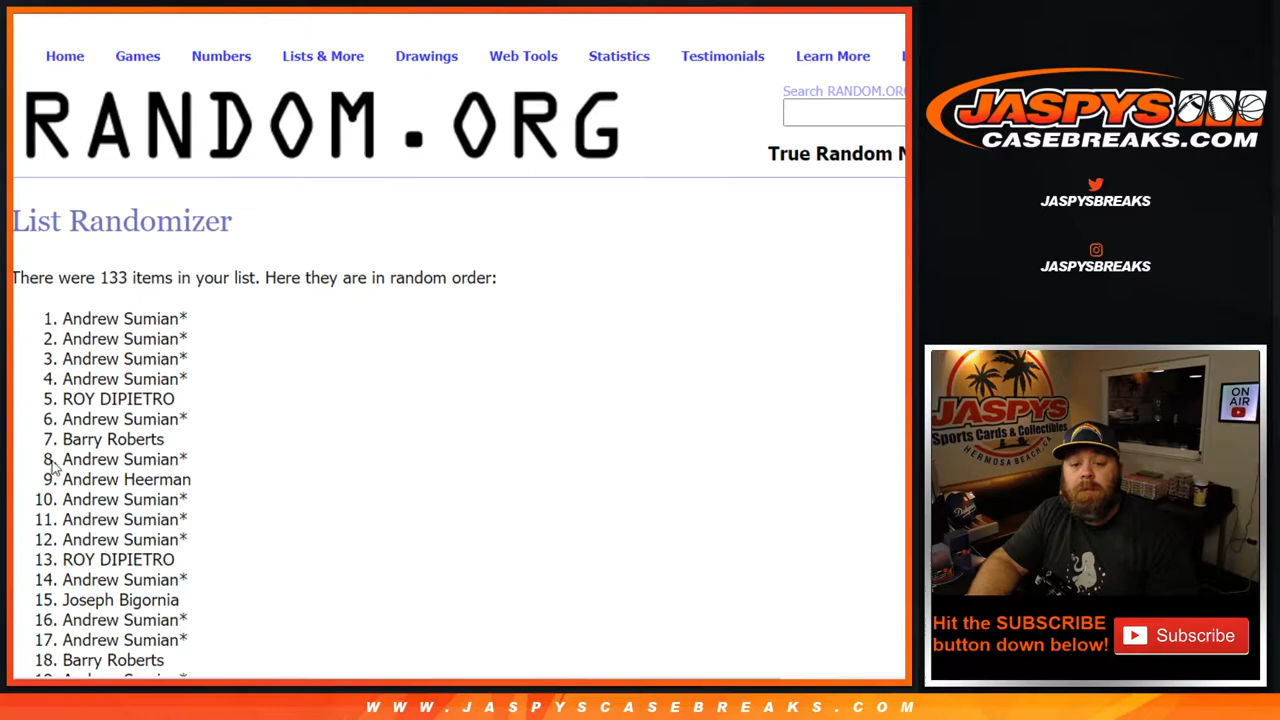 Home Games Numbers Lists & More Drawings Web Tools Statistics Testimonials Learn More
Search RANDOM.OR
RANDOM.ORG
True Random
List Randomizer
There were 133 items in your list. Here they are in random order:
1. Andrew Sumian*
2. Andrew Sumian*
3. Andrew Sumian*
4. Andrew Sumian*
5. ROY DIPIETRO
6. Andrew Sumian*
7. Barry Roberts
8. Andrew Sumian*
9. Andrew Heerman
10. Andrew Sumian*
11. Andrew Sumian*
12. Andrew Sumian*
13. ROY DIPIETRO
14. Andrew Sumian*
15. Joseph Bigornia
16. Andrew Sumian*
17. Andrew Sumian*
18. Barry Roberts
JASPYS
CASEBREAKS.COM
JASPYSBREAKS
JASPYSBREAKS
JASPYS
Sports Cards & Collectibles
HERMOSA BEACH, CA
ON
AIR
Dodgers
Hit the SUBSCRIBE
button down below!
Subscribe
WWW.JASPYSCASEBREAKS.COM